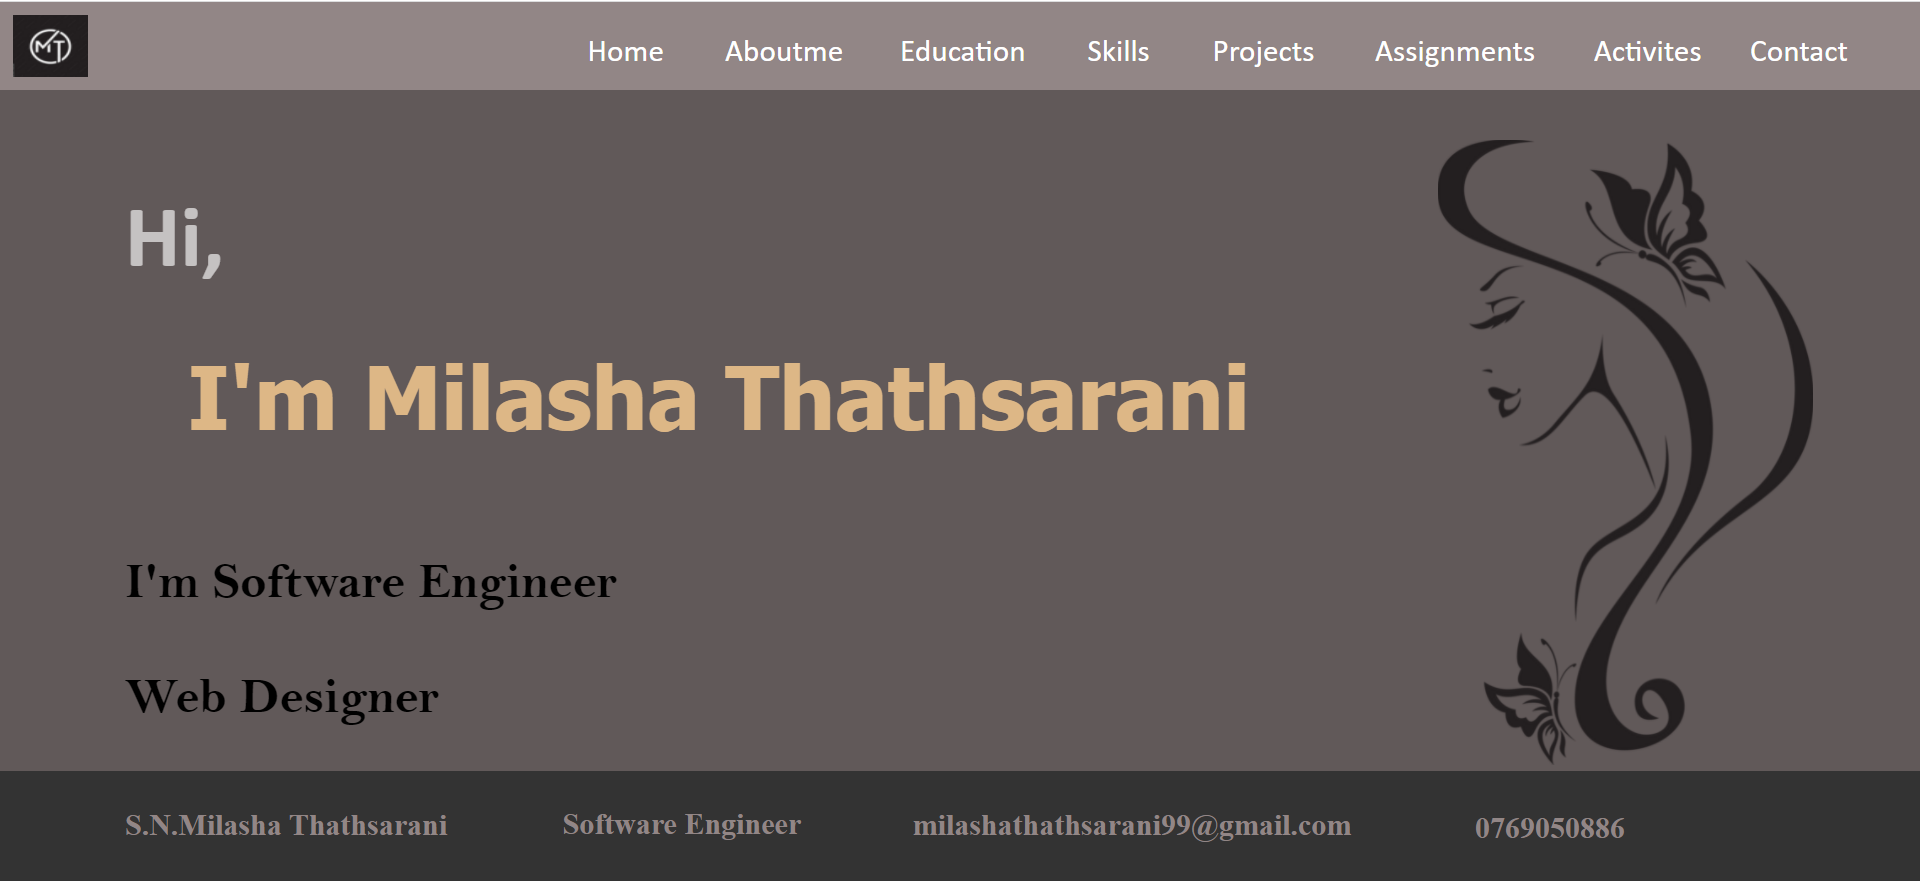 MT
Home Aboutme Education Skills Projects Assignments Activites Contact
Hi,
I'm Milasha Thathsarani
I'm Software Engineer
Web Designer
S.N.Milasha Thathsarani Software Engineer milashathathsarani99@gmail.com 0769050886